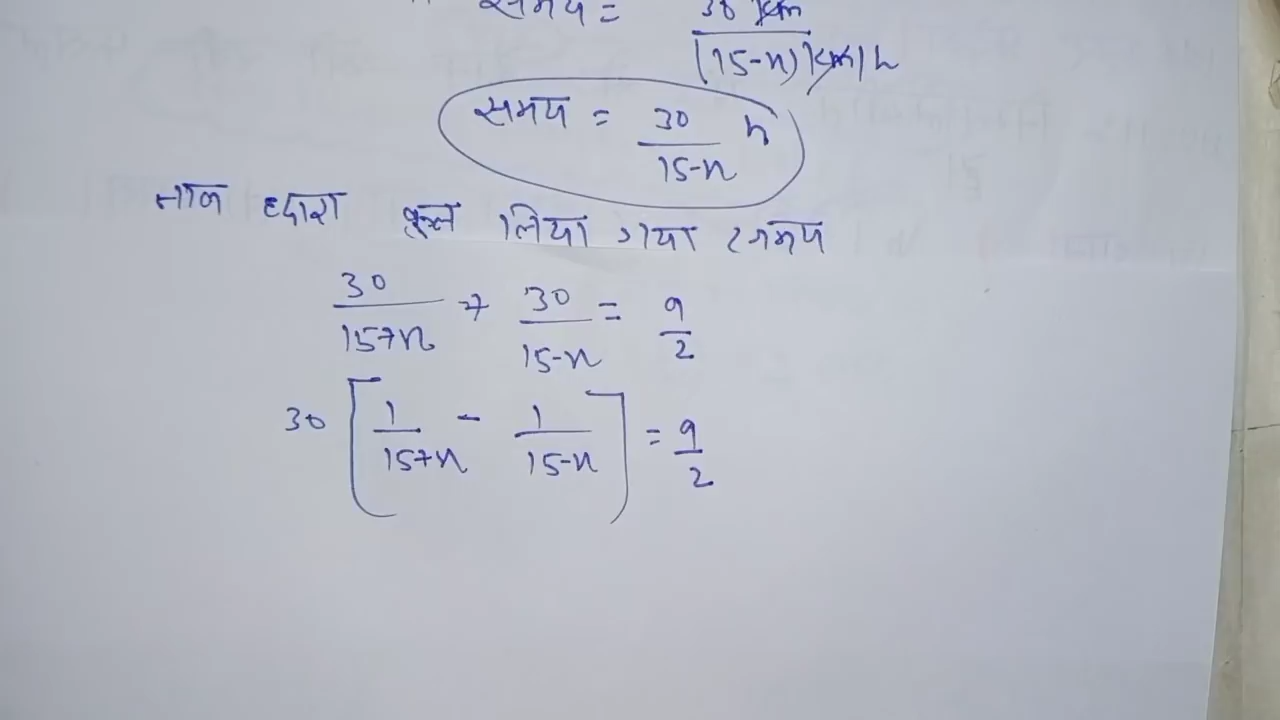 समय = 30 km
(15-x) km/h
समय = 30/15-x h
नाव द्वारा कुल लिया गया समय
30/15+x + 30/15-x = 9/2
30 [1/15+x - 1/15-x] = 9/2